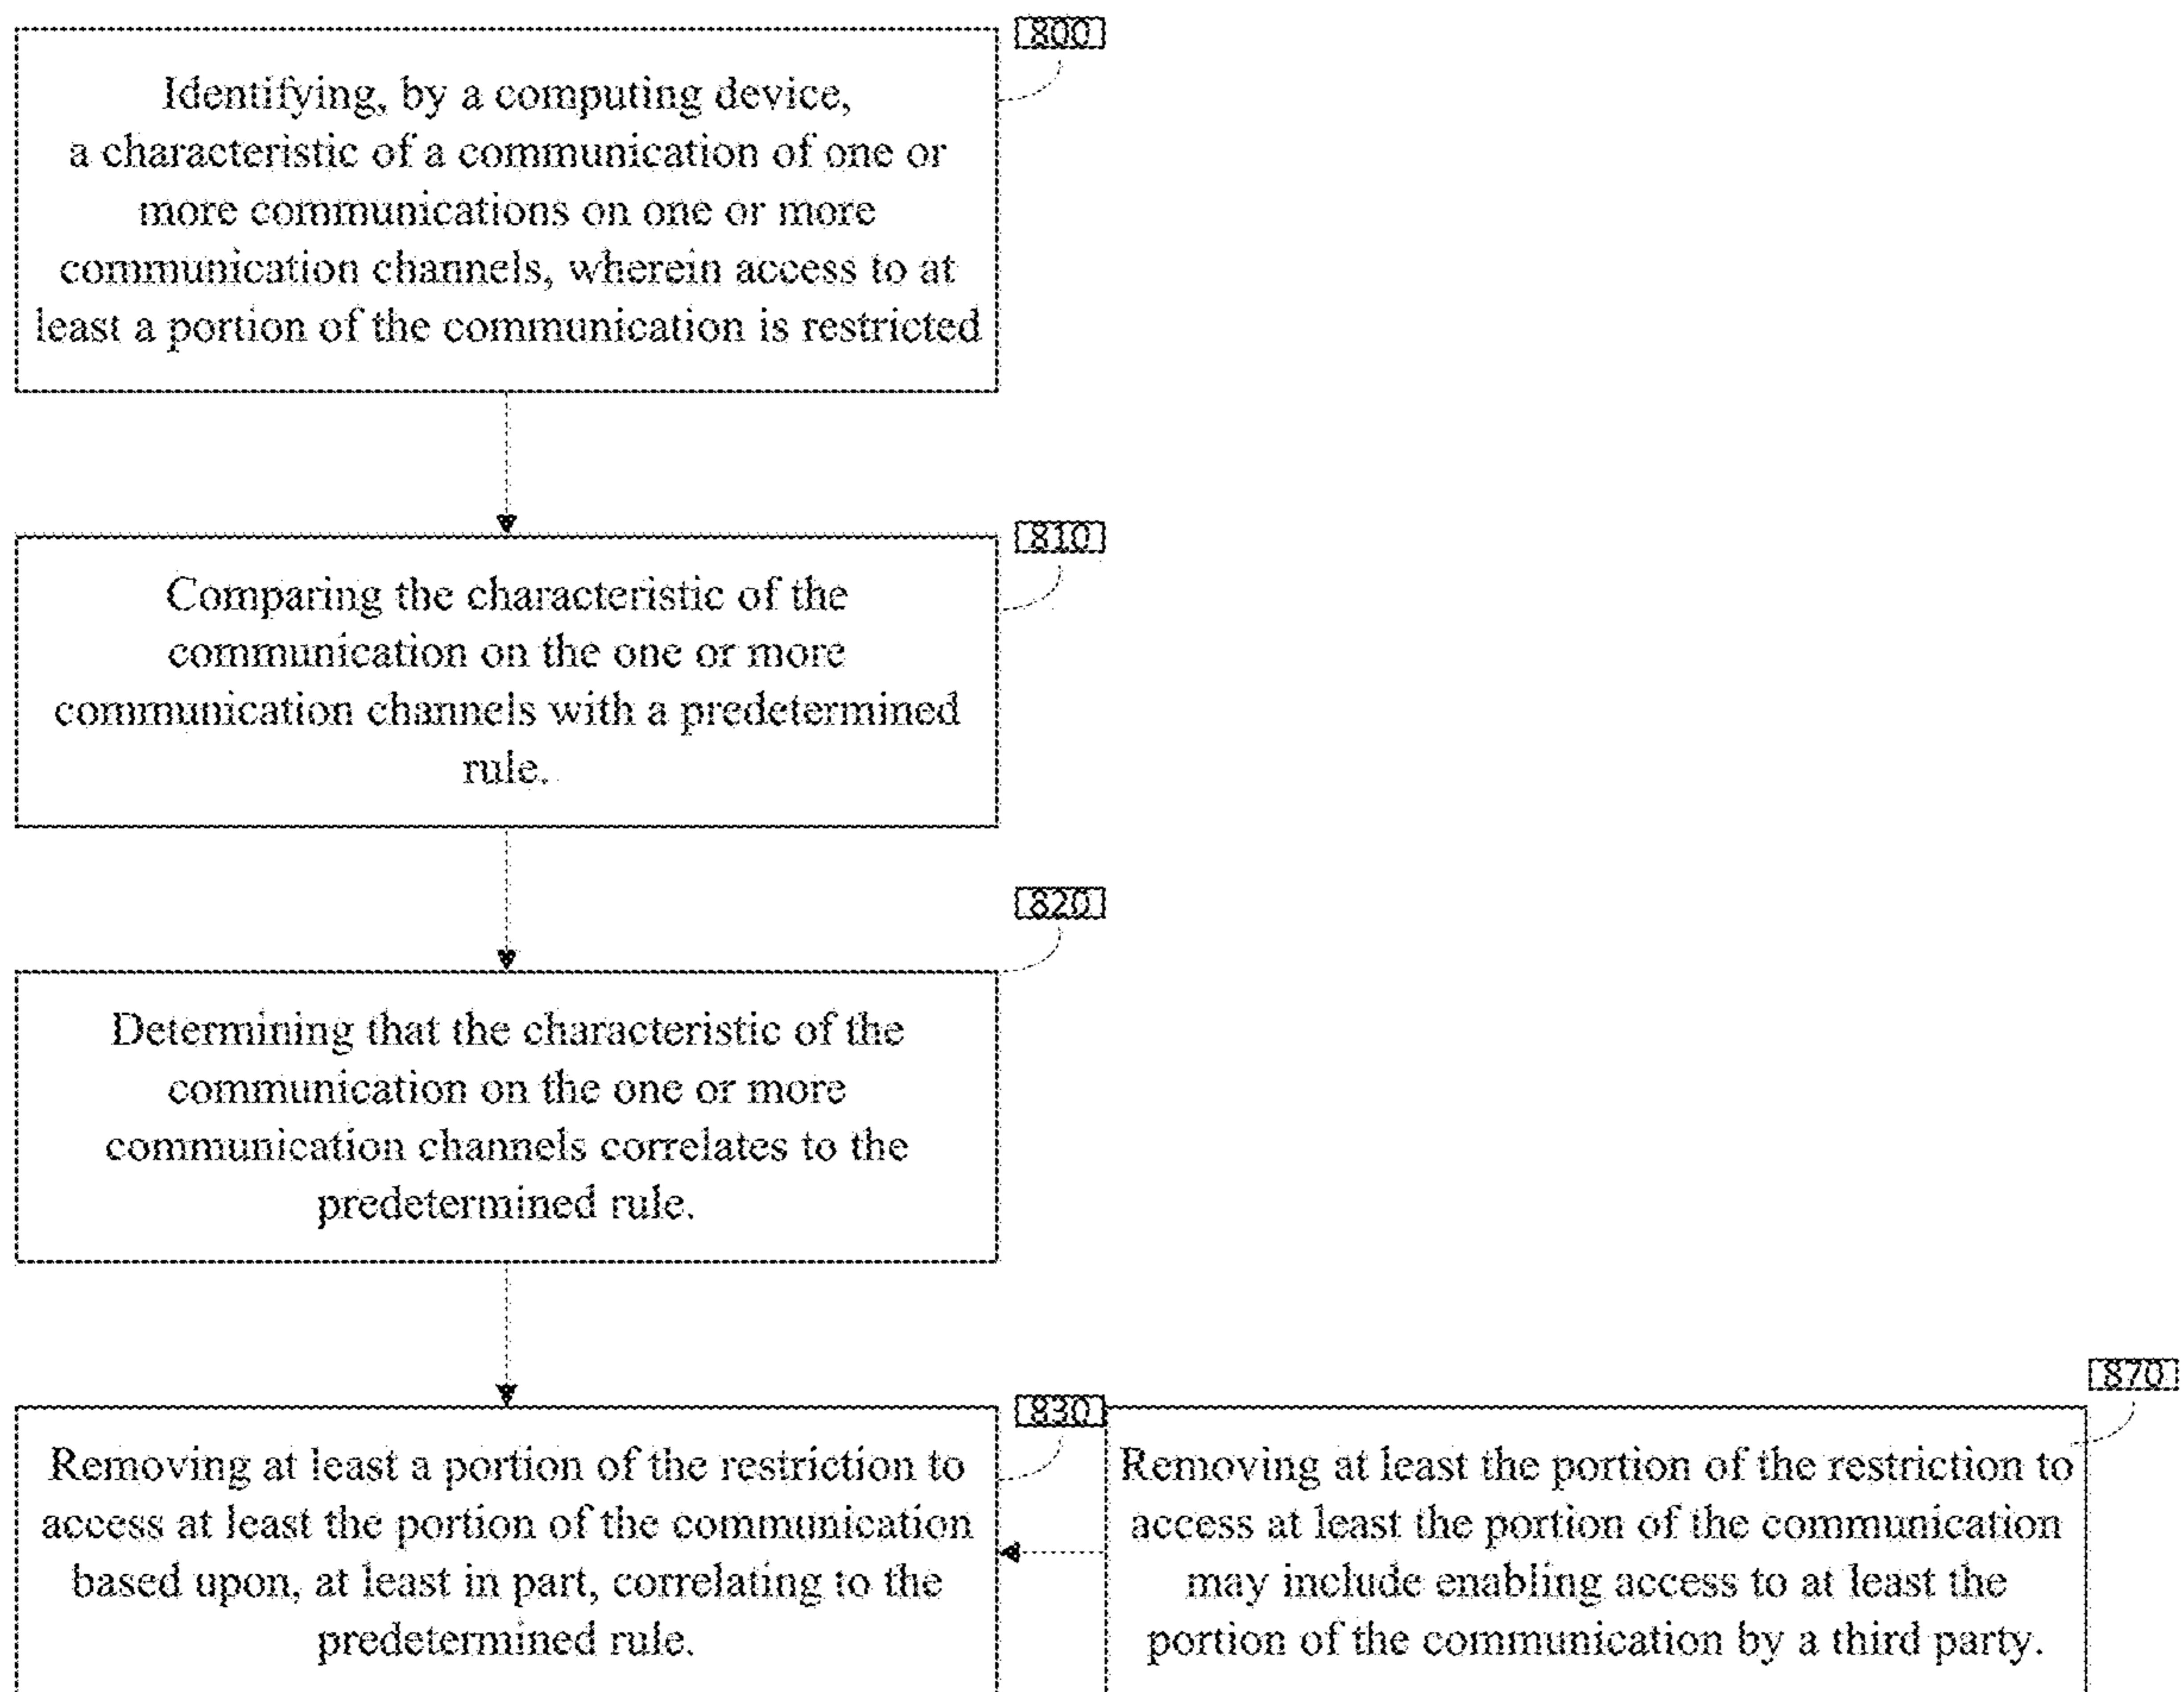 800
Identifying, by a computing device,
a characteristic of a communication of one or
more communications on one or more
communication channels, wherein access to at
least a portion of the communication is restricted
810
Comparing the characteristic of the
communication on the one or more
communication channels with a predetermined
rule.
820
Determining that the characteristic of the
communication on the one or more
communication channels correlates to the
predetermined rule.
830
Removing at least a portion of the restriction to
access at least the portion of the communication
based upon, at least in part, correlating to the
predetermined rule.
870
Removing at least the portion of the restriction to
access at least the portion of the communication
may include enabling access to at least the
portion of the communication by a third party.